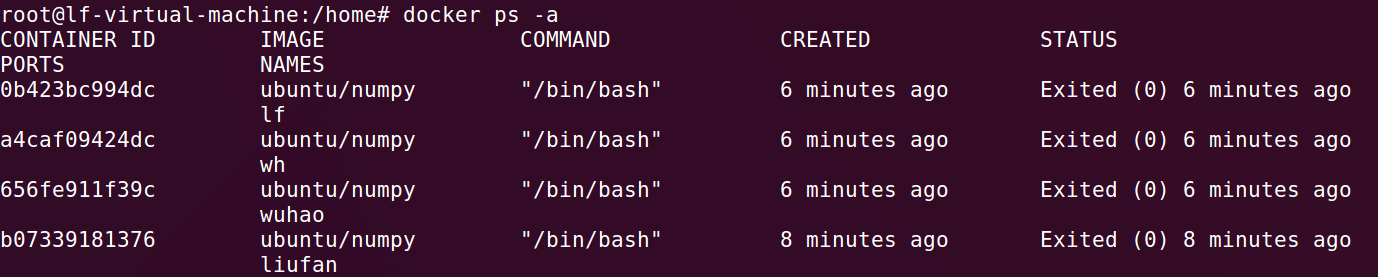 root@lf-virtual-machine:/home# docker ps -a
CONTAINER ID        IMAGE               COMMAND             CREATED             STATUS
PORTS               NAMES
0b423bc994dc        ubuntu/numpy        "/bin/bash"         6 minutes ago       Exited (0) 6 minutes ago
                    lf
a4caf09424dc        ubuntu/numpy        "/bin/bash"         6 minutes ago       Exited (0) 6 minutes ago
                    wh
656fe911f39c        ubuntu/numpy        "/bin/bash"         6 minutes ago       Exited (0) 6 minutes ago
                    wuhao
b07339181376        ubuntu/numpy        "/bin/bash"         8 minutes ago       Exited (0) 8 minutes ago
                    liufan